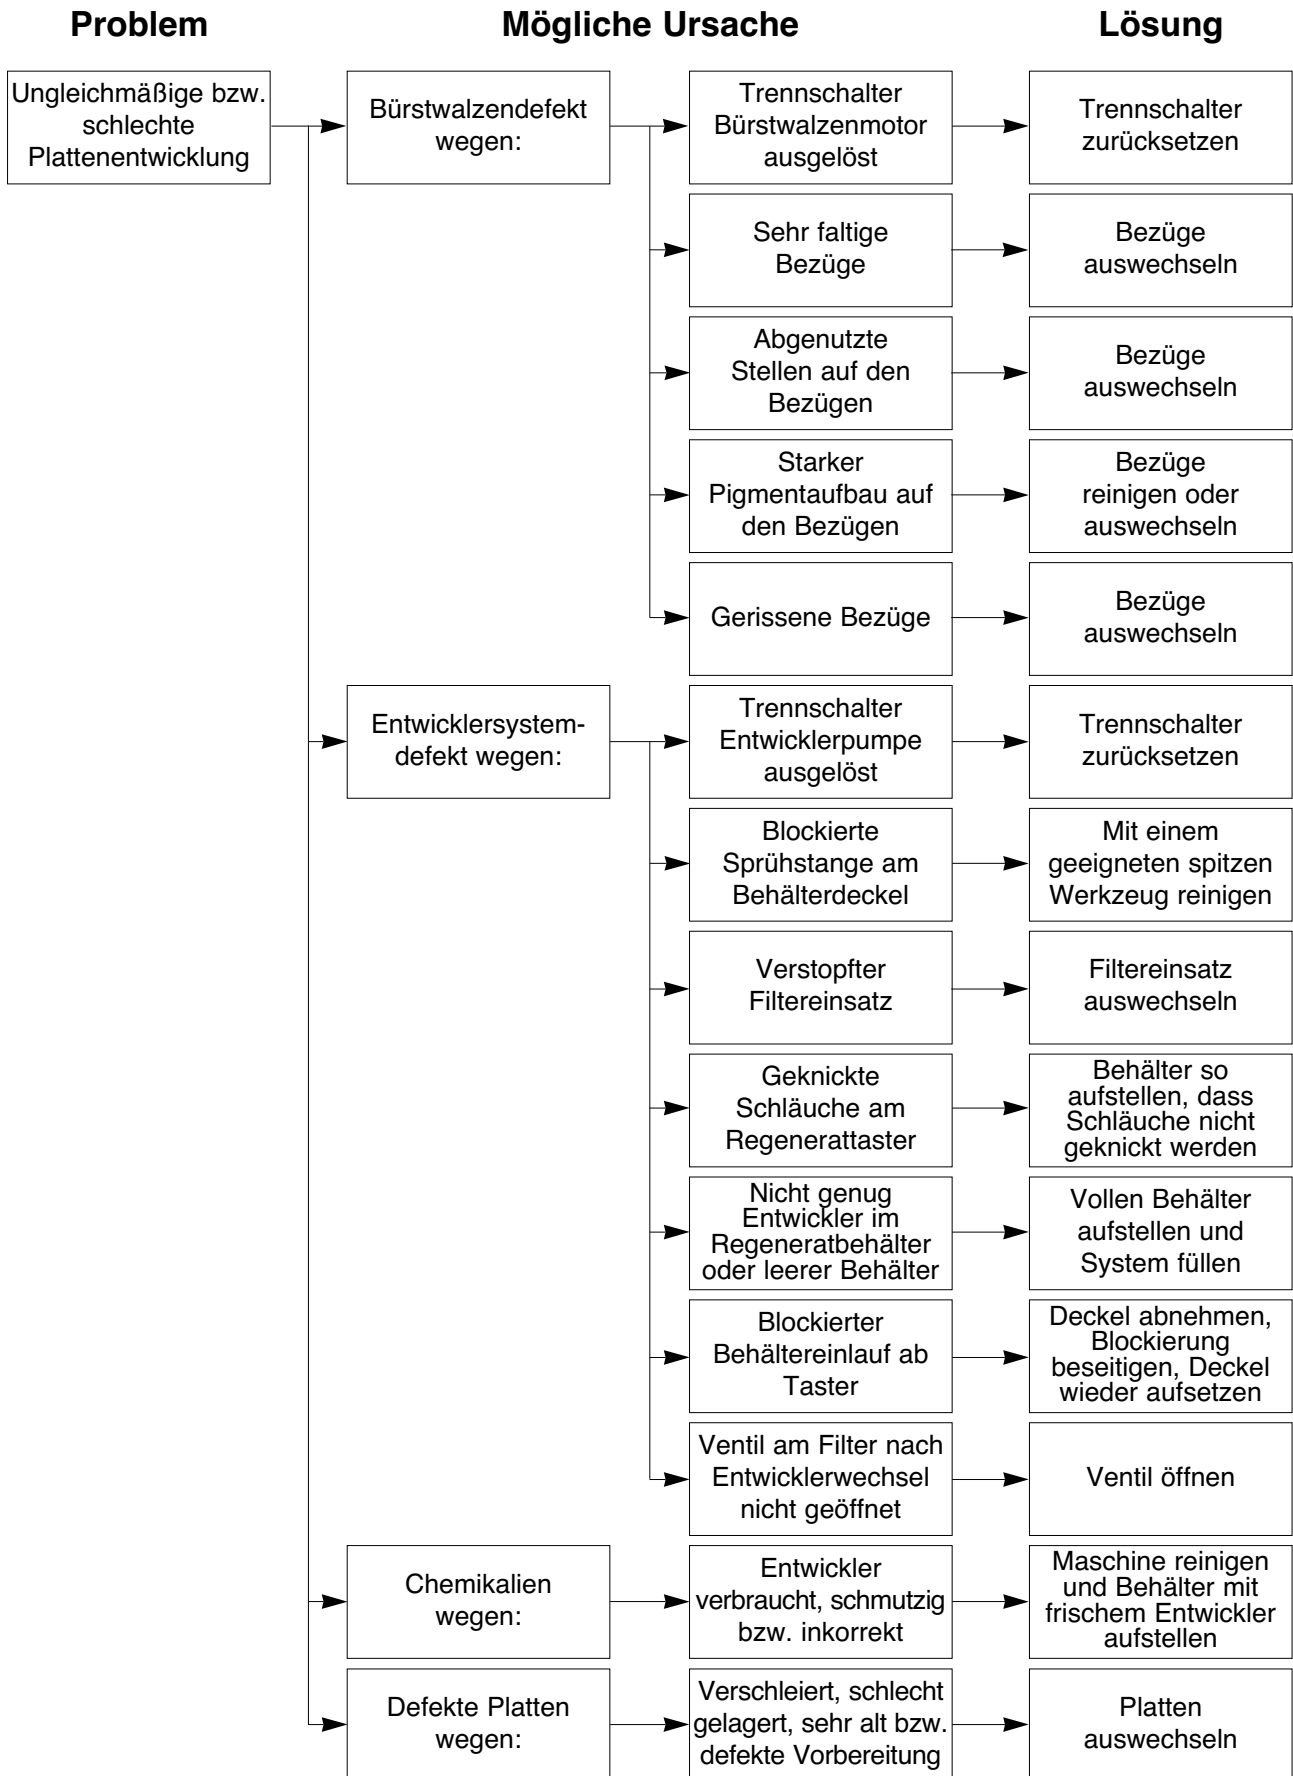 Problem
Mögliche Ursache
Lösung
Ungleichmäßige bzw.
schlechte
Plattenentwicklung
Bürstwalzendefekt
wegen:
Trennschalter
Bürstwalzenmotor
ausgelöst
Trennschalter
zurücksetzen
Sehr faltige
Bezüge
Bezüge
auswechseln
Abgenutzte
Stellen auf den
Bezügen
Bezüge
auswechseln
Starker
Pigmentaufbau auf
den Bezügen
Bezüge
reinigen oder
auswechseln
Gerissene Bezüge
Bezüge
auswechseln
Entwicklersystem-
defekt wegen:
Trennschalter
Entwicklerpumpe
ausgelöst
Trennschalter
zurücksetzen
Blockierte
Sprühstange am
Behälterdeckel
Mit einem
geeigneten spitzen
Werkzeug reinigen
Verstopfter
Filtereinsatz
Filtereinsatz
auswechseln
Geknickte
Schläuche am
Regenerattaster
Behälter so
aufstellen, dass
Schläuche nicht
geknickt werden
Nicht genug
Entwickler im
Regeneratbehälter
oder leerer Behälter
Vollen Behälter
aufstellen und
System füllen
Blockierter
Behältereinlauf ab
Taster
Deckel abnehmen,
Blockierung
beseitigen, Deckel
wieder aufsetzen
Ventil am Filter nach
Entwicklerwechsel
nicht geöffnet
Ventil öffnen
Chemikalien
wegen:
Entwickler
verbraucht, schmutzig
bzw. inkorrekt
Maschine reinigen
und Behälter mit
frischem Entwickler
aufstellen
Defekte Platten
wegen:
Verschleiert, schlecht
gelagert, sehr alt bzw.
defekte Vorbereitung
Platten
auswechseln